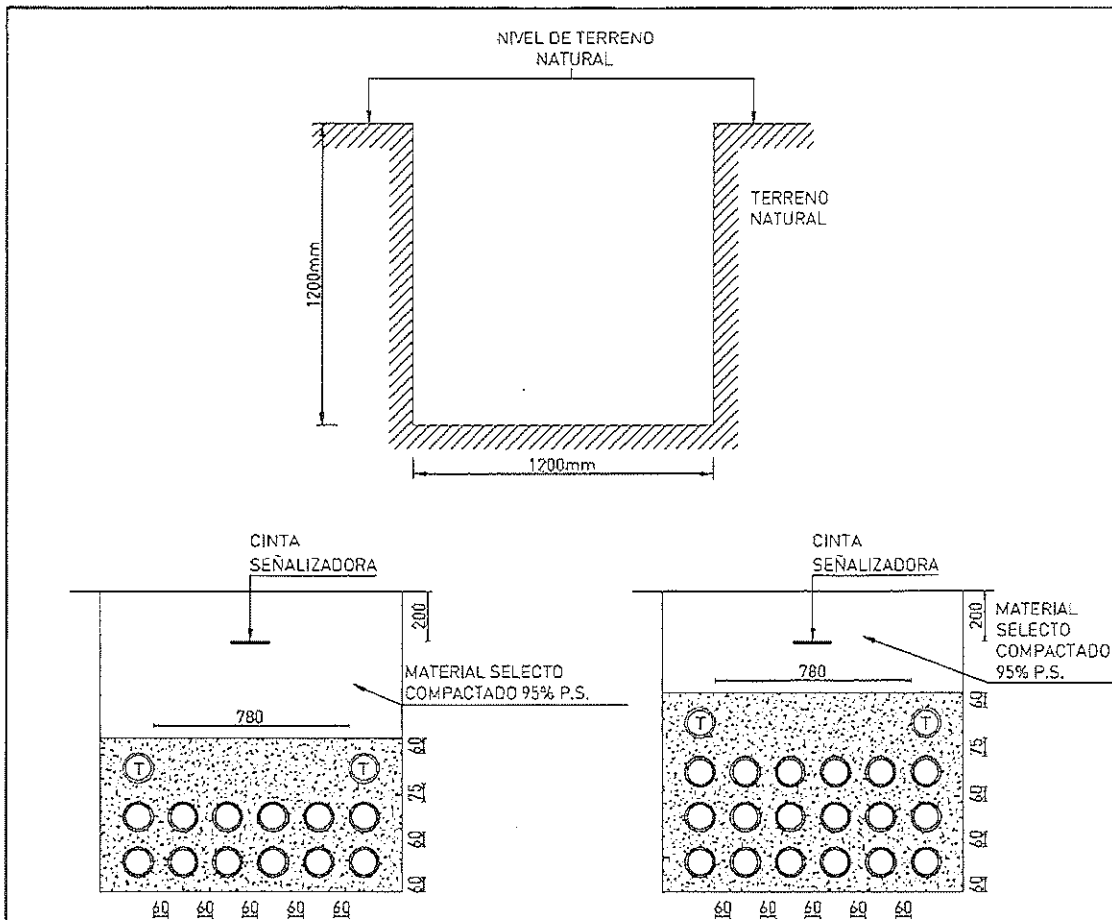 NIVEL DE TERRENO
NATURAL
TERRENO
NATURAL
1200mm
1200mm
CINTA
SEÑALIZADORA
200
MATERIAL SELECTO
COMPACTADO 95% P.S.
780
T
T
60
75
60
60
60 60 60 60 60
CINTA
SEÑALIZADORA
200
MATERIAL
SELECTO
COMPACTADO
95% P.S.
780
T
T
60
75
60
60
60
60 60 60 60 60